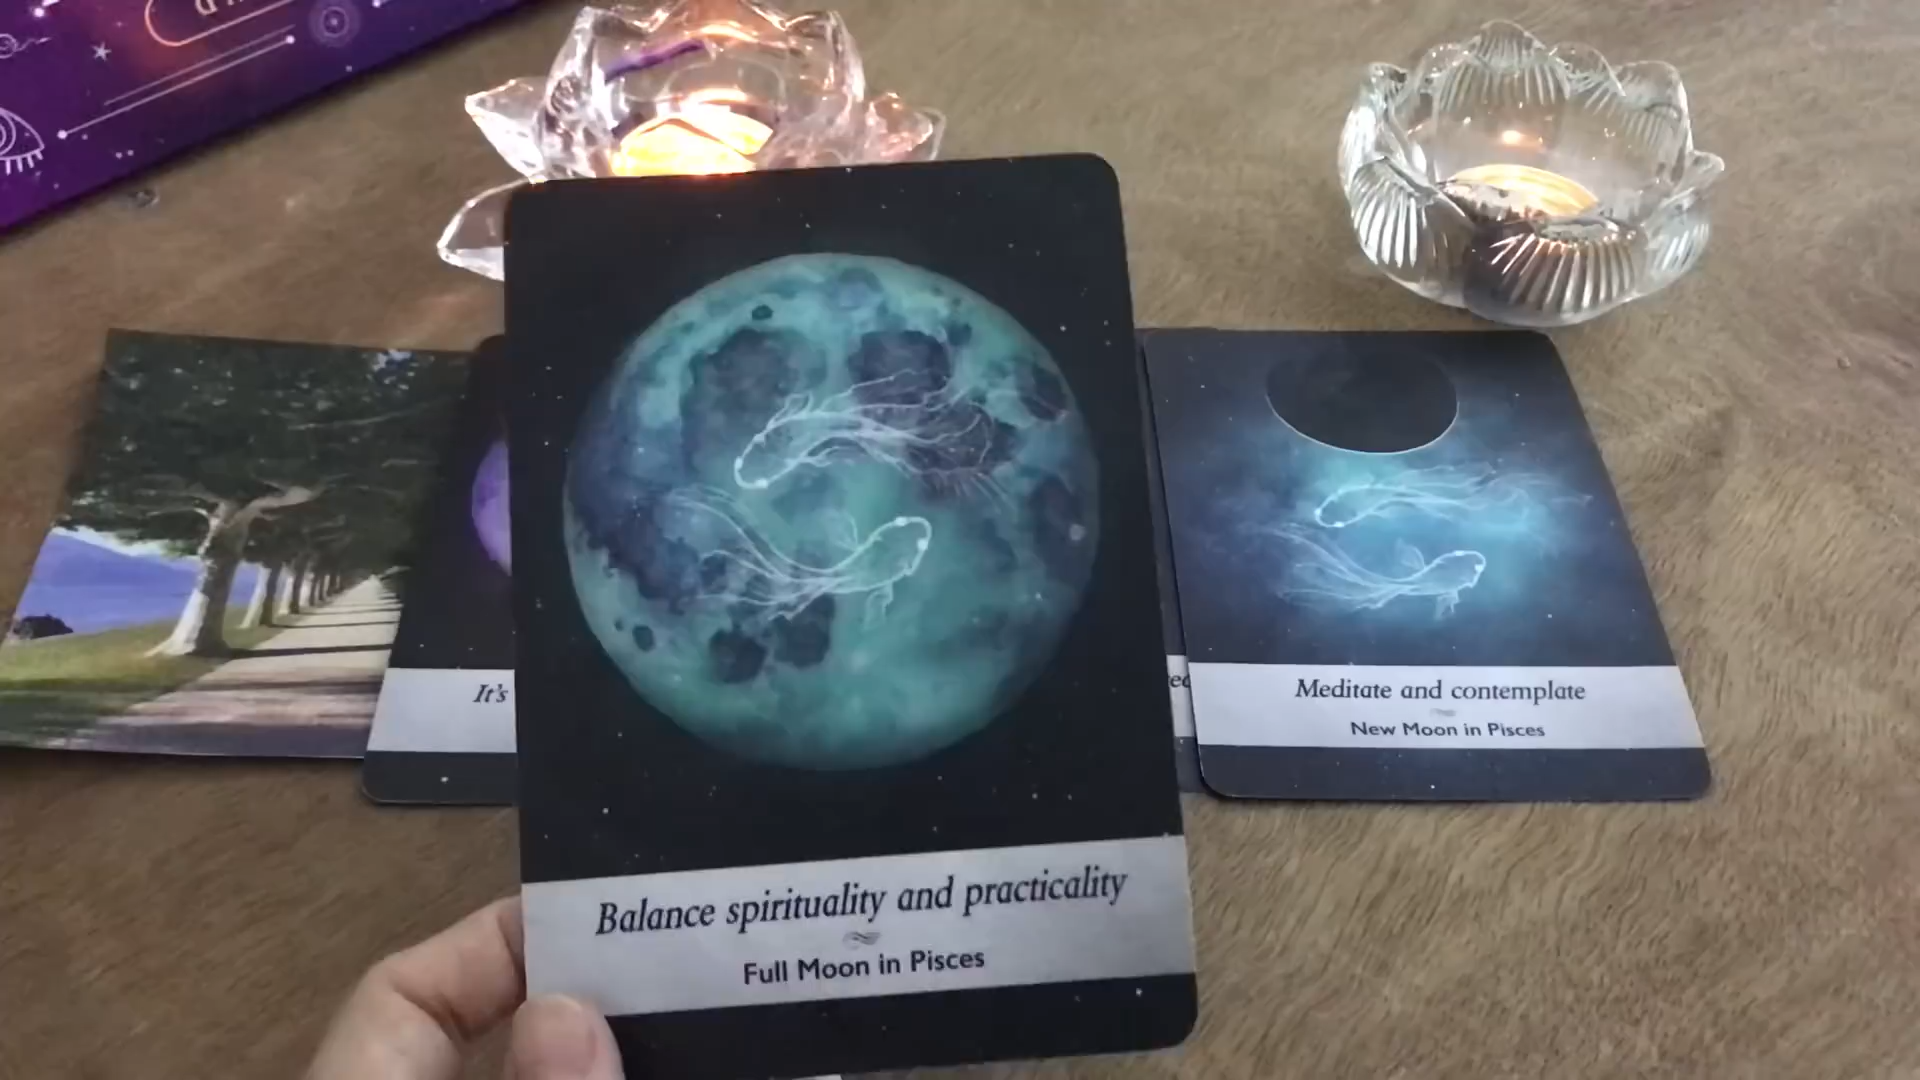 It's
Balance spirituality and practicality
Full Moon in Pisces
Meditate and contemplate
New Moon in Pisces